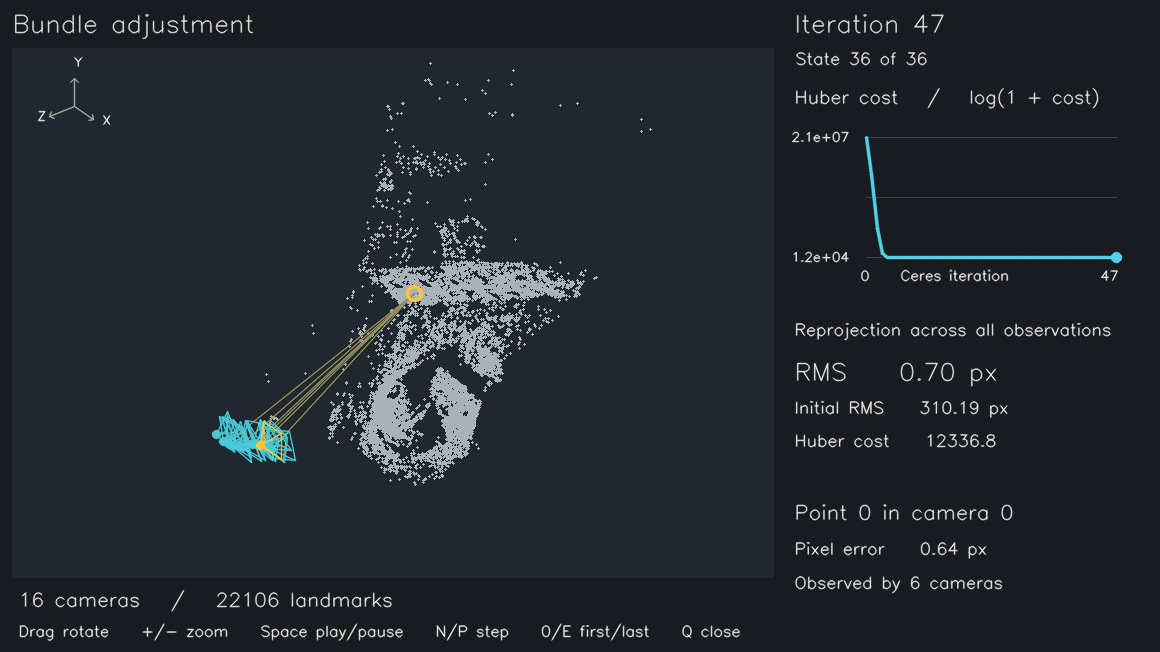 Bundle adjustment
Y
Z
X
16 cameras / 22106 landmarks
Drag rotate +/- zoom Space play/pause N/P step 0/E first/last Q close
Iteration 47
State 36 of 36
Huber cost / log(1 + cost)
2.1e+07
1.2e+04
0 Ceres iteration 47
Reprojection across all observations
RMS 0.70 px
Initial RMS 310.19 px
Huber cost 12336.8
Point 0 in camera 0
Pixel error 0.64 px
Observed by 6 cameras